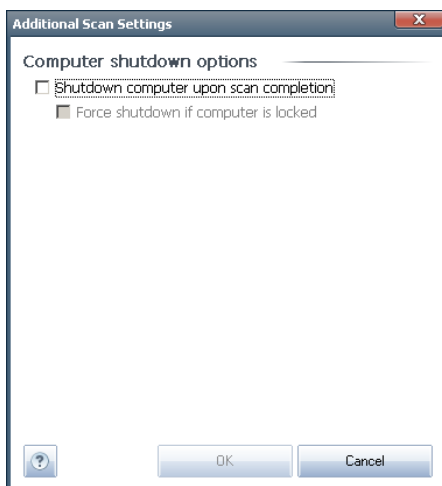 Additional Scan Settings
X
Computer shutdown options
Shutdown computer upon scan completion
Force shutdown if computer is locked
?
OK
Cancel